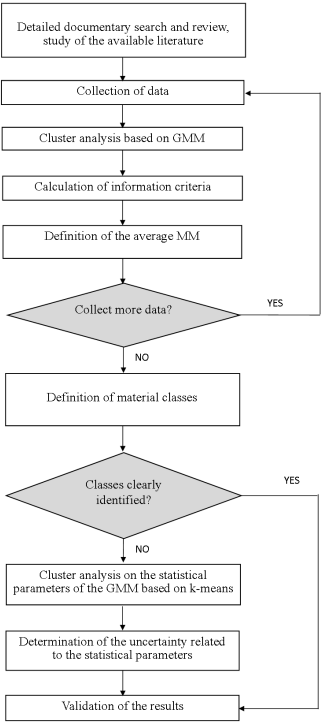 Detailed documentary search and review,
study of the available literature
Collection of data
Cluster analysis based on GMM
Calculation of information criteria
Definition of the average MM
Collect more data?
YES
NO
Definition of material classes
Classes clearly
identified?
YES
NO
Cluster analysis on the statistical
parameters of the GMM based on k-means
Determination of the uncertainty related
to the statistical parameters
Validation of the results